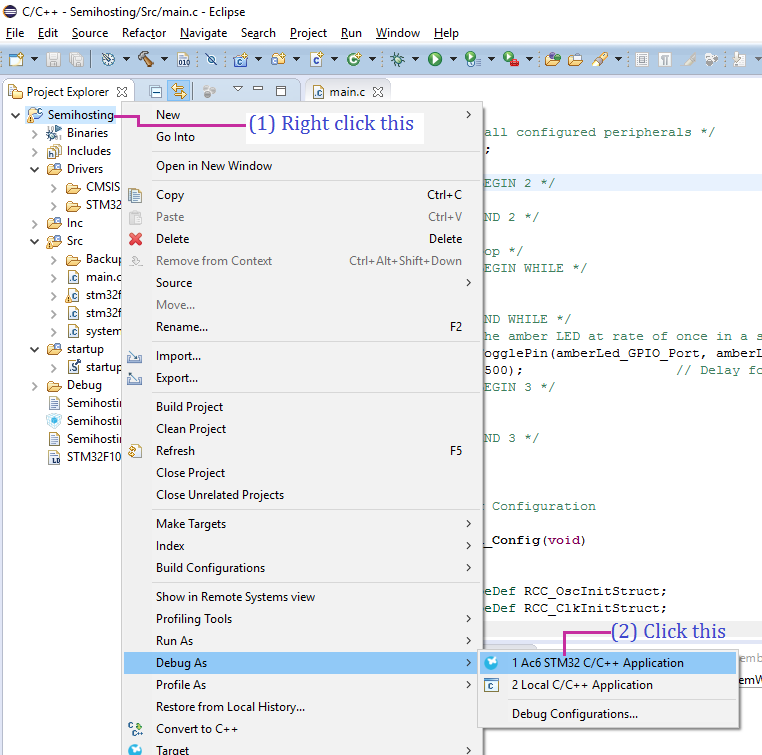 C/C++ - Semihosting/Src/main.c - Eclipse
File Edit Source Refactor Navigate Search Project Run Window Help
Project Explorer
main.c
Semihosting
Binaries
Includes
Drivers
CMSIS
STM32
Inc
Src
Backup
main.c
stm32f
stm32f
system
startup
startup
Debug
Semihostin
Semihostin
Semihostin
STM32F10
(1) Right click this
New
Go Into
Open in New Window
Copy Ctrl+C
Paste Ctrl+V
Delete Delete
Remove from Context Ctrl+Alt+Shift+Down
Source
Move...
Rename... F2
Import...
Export...
Build Project
Clean Project
Refresh F5
Close Project
Close Unrelated Projects
Make Targets
Index
Build Configurations
Show in Remote Systems view
Profiling Tools
Run As
Debug As
Profile As
Restore from Local History...
Convert to C++
Target
all configured peripherals */
;
EGIN 2 */
ND 2 */
op */
EGIN WHILE */
ND WHILE */
he amber LED at rate of once in a s
ogglePin(amberLed_GPIO_Port, amberL
500); // Delay fo
EGIN 3 */
ND 3 */
Configuration
_Config(void)
eDef RCC_OscInitStruct;
eDef RCC_ClkInitStruct;
(2) Click this
1 Ac6 STM32 C/C++ Application
2 Local C/C++ Application
Debug Configurations...